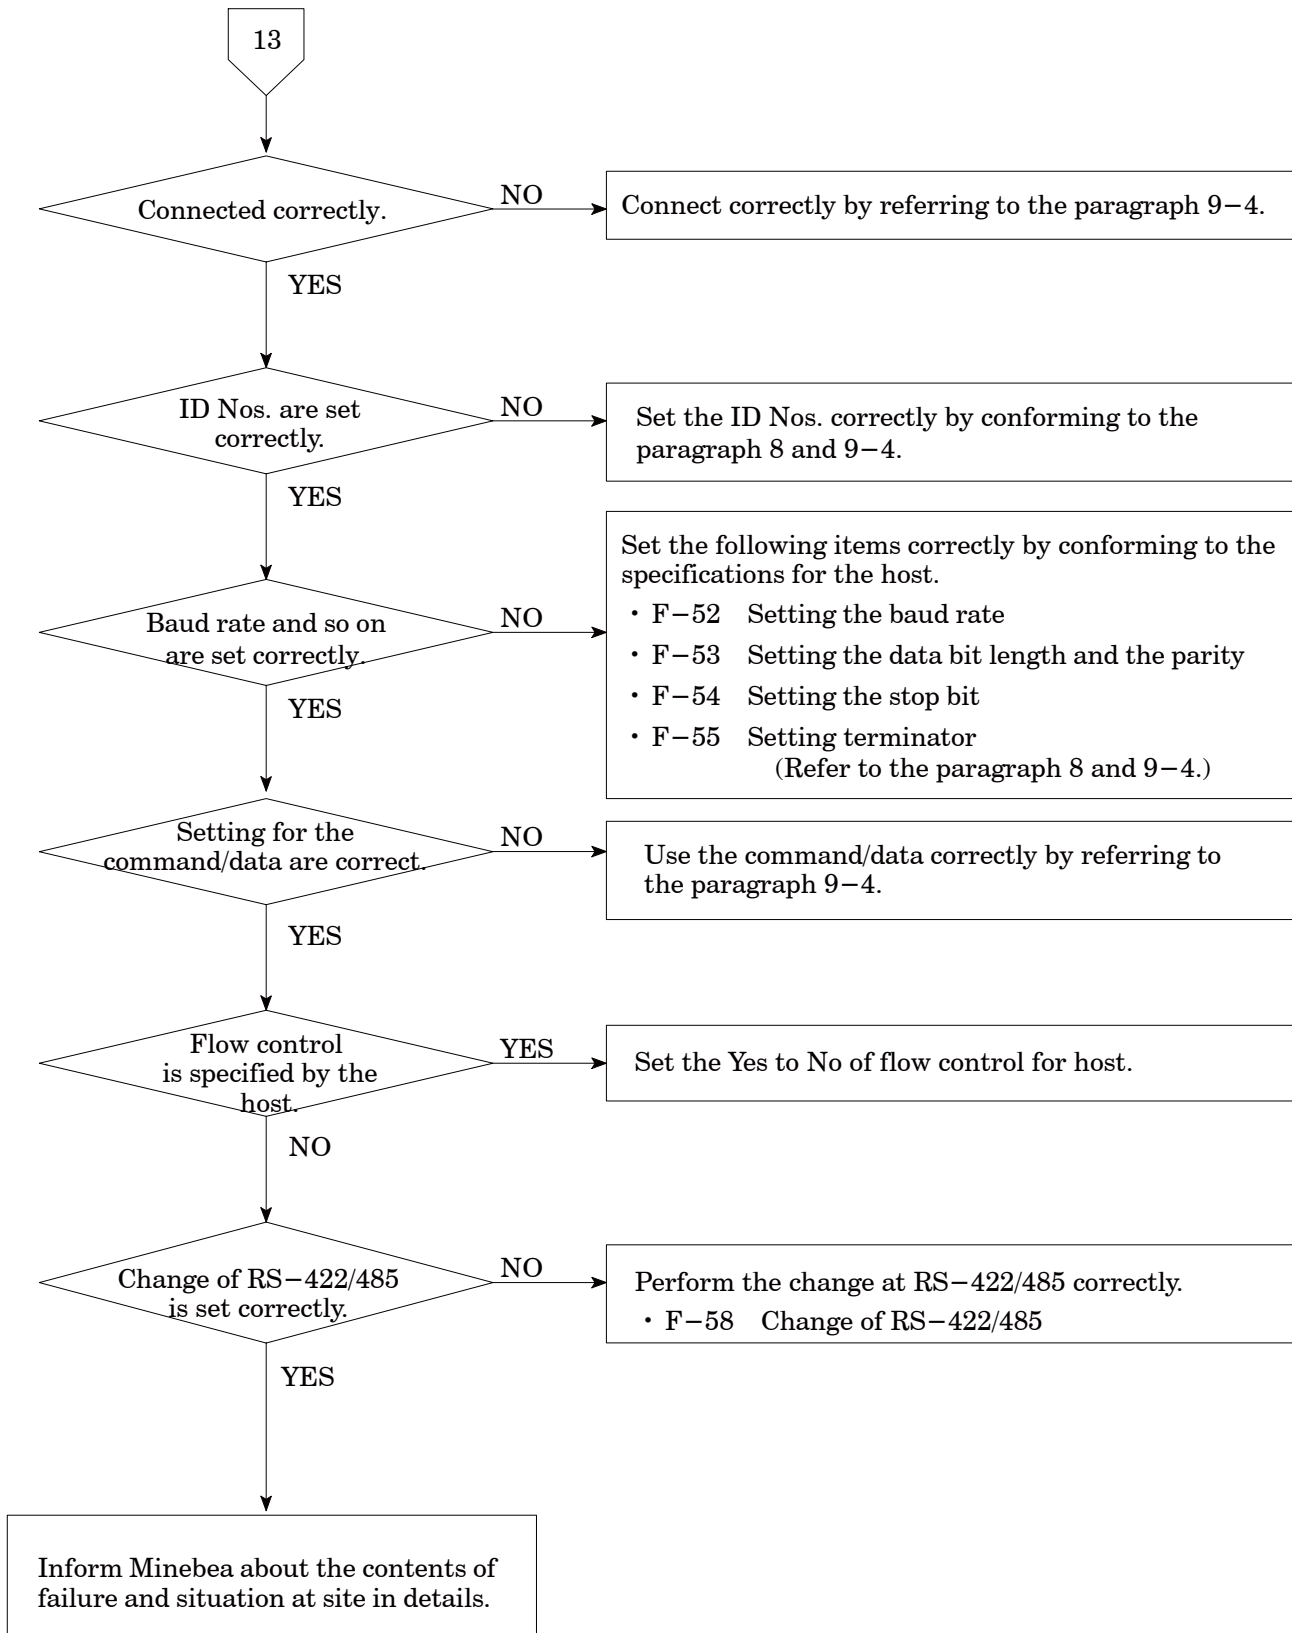 13
Connected correctly.
NO
Connect correctly by referring to the paragraph 9−4.
YES
ID Nos. are set
correctly.
NO
Set the ID Nos. correctly by conforming to the
paragraph 8 and 9−4.
YES
Baud rate and so on
are set correctly.
NO
Set the following items correctly by conforming to the
specifications for the host.
・ F−52 Setting the baud rate
・ F−53 Setting the data bit length and the parity
・ F−54 Setting the stop bit
・ F−55 Setting terminator
(Refer to the paragraph 8 and 9−4.)
YES
Setting for the
command/data are correct.
NO
Use the command/data correctly by referring to
the paragraph 9−4.
YES
Flow control
is specified by the
host.
YES
Set the Yes to No of flow control for host.
NO
Change of RS−422/485
is set correctly.
NO
Perform the change at RS−422/485 correctly.
・ F−58 Change of RS−422/485
YES
Inform Minebea about the contents of
failure and situation at site in details.